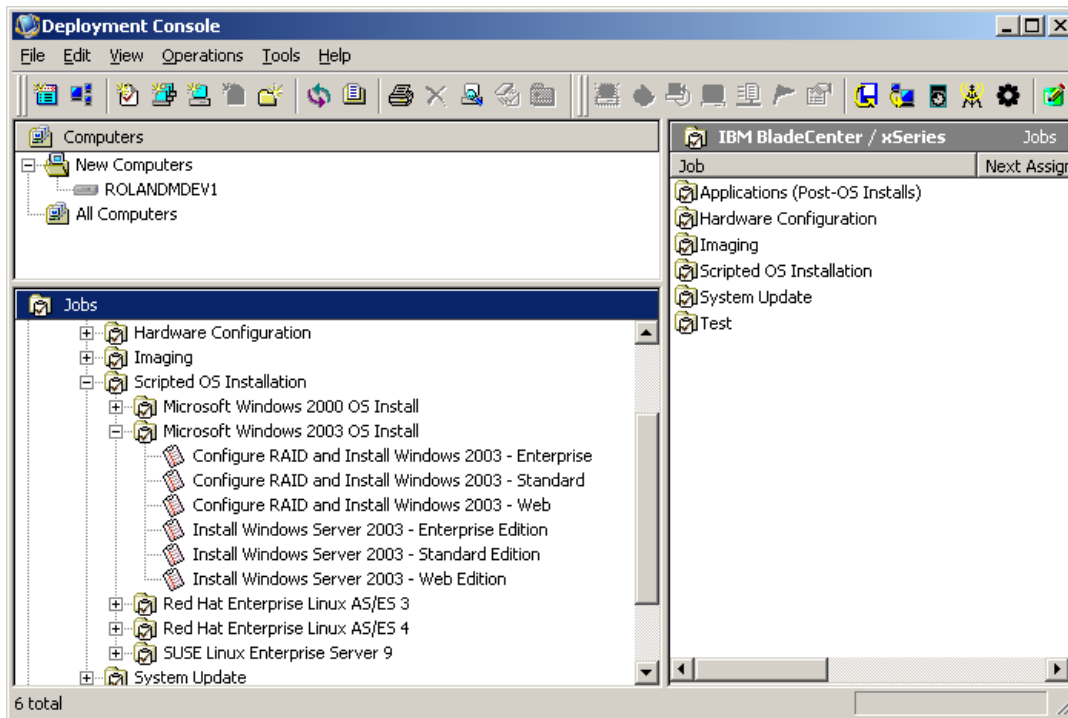 Deployment Console
File Edit View Operations Tools Help
Computers
New Computers
ROLANDMDEV1
All Computers
Jobs
Hardware Configuration
Imaging
Scripted OS Installation
Microsoft Windows 2000 OS Install
Microsoft Windows 2003 OS Install
Configure RAID and Install Windows 2003 - Enterprise
Configure RAID and Install Windows 2003 - Standard
Configure RAID and Install Windows 2003 - Web
Install Windows Server 2003 - Enterprise Edition
Install Windows Server 2003 - Standard Edition
Install Windows Server 2003 - Web Edition
Red Hat Enterprise Linux AS/ES 3
Red Hat Enterprise Linux AS/ES 4
SUSE Linux Enterprise Server 9
System Update
IBM BladeCenter / xSeries Jobs
Job Next Assign
Applications (Post-OS Installs)
Hardware Configuration
Imaging
Scripted OS Installation
System Update
Test
6 total